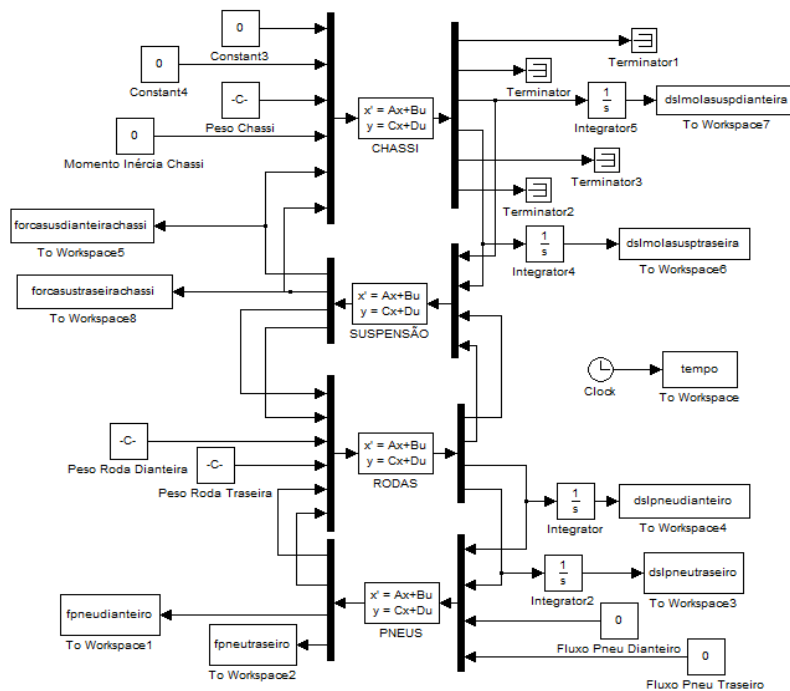 0
Constant3
0
Constant4
-C-
Peso Chassi
0
Momento Inércia Chassi
x' = Ax+Bu
y = Cx+Du
CHASSI
Terminator1
Terminator
1
s
Integrator5
dslmolasuspdianteira
To Workspace7
Terminator3
Terminator2
forcasusdianteirachassi
To Workspace5
1
s
Integrator4
dslmolasusptraseira
To Workspace6
forcasustraseirachassi
To Workspace8
x' = Ax+Bu
y = Cx+Du
SUSPENSÃO
Clock
tempo
To Workspace
-C-
Peso Roda Dianteira
-C-
Peso Roda Traseira
x' = Ax+Bu
y = Cx+Du
RODAS
1
s
Integrator
dslpneudianteiro
To Workspace4
1
s
Integrator2
dslpneutraseiro
To Workspace3
x' = Ax+Bu
y = Cx+Du
PNEUS
fpneudianteiro
To Workspace1
fpneutraseiro
To Workspace2
0
Fluxo Pneu Dianteiro
0
Fluxo Pneu Traseiro